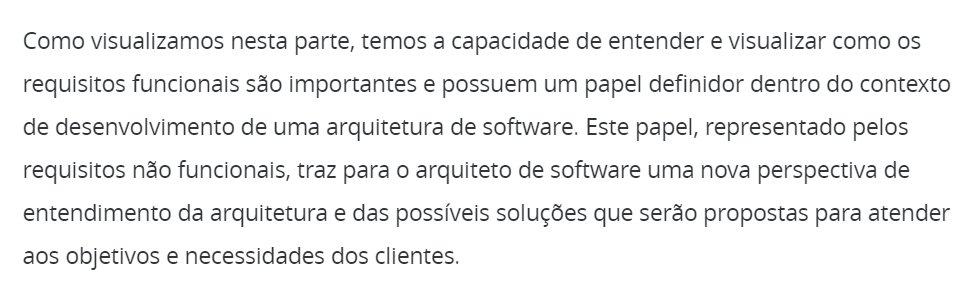 Como visualizamos nesta parte, temos a capacidade de entender e visualizar como os
requisitos funcionais são importantes e possuem um papel definidor dentro do contexto
de desenvolvimento de uma arquitetura de software. Este papel, representado pelos
requisitos não funcionais, traz para o arquiteto de software uma nova perspectiva de
entendimento da arquitetura e das possíveis soluções que serão propostas para atender
aos objetivos e necessidades dos clientes.